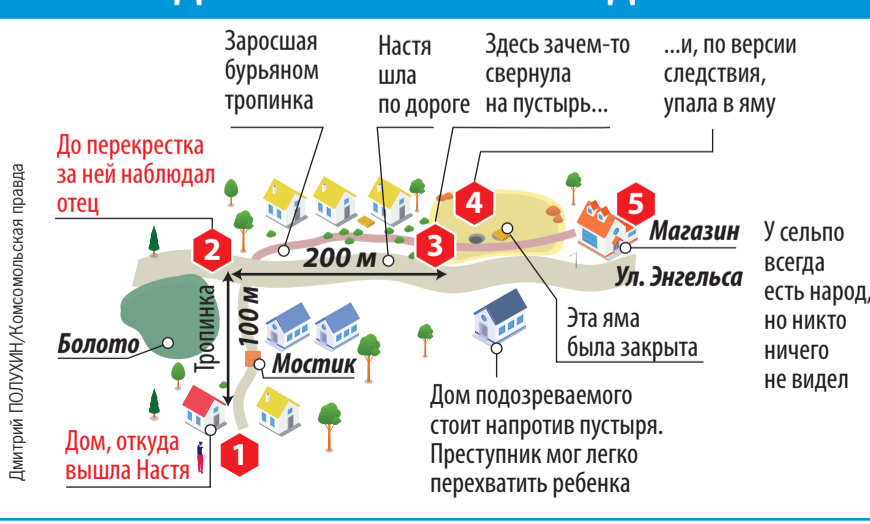 Заросшая
бурьяном
тропинка
Настя
шла
по дороге
Здесь зачем-то
свернула
на пустырь...
...и, по версии
следствия,
упала в яму
До перекрестка
за ней наблюдал
отец
2
3
4
5
Магазин
200 м
Ул. Энгельса
У сельпо
всегда
есть народ,
но никто
ничего
не видел
Тропинка
100 м
Болото
Мостик
Эта яма
была закрыта
Дом подозреваемого
стоит напротив пустыря.
Преступник мог легко
перехватить ребенка
Дом, откуда
вышла Настя
1
Дмитрий ПОЛУХИН/Комсомольская правда